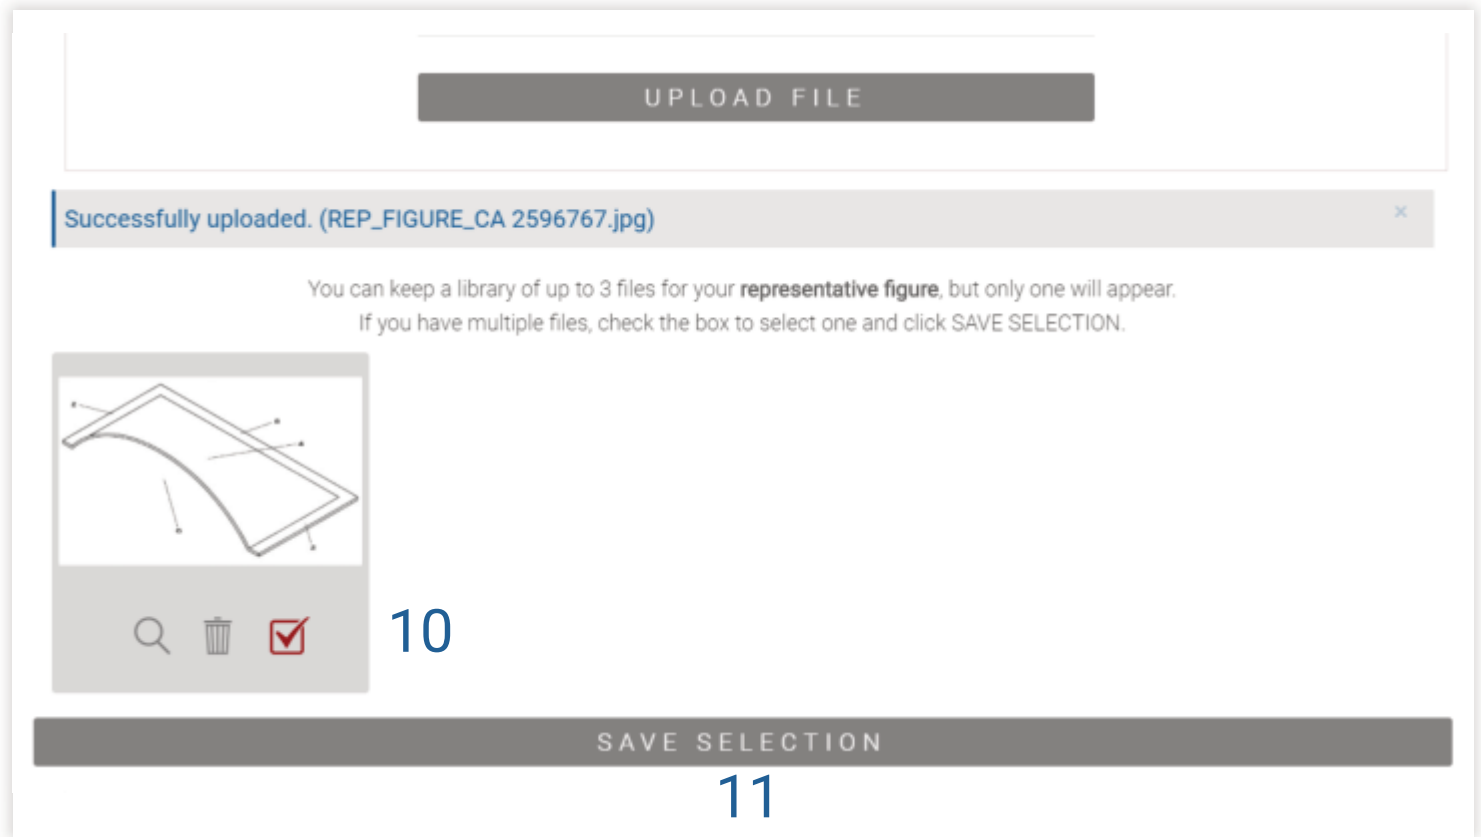 UPLOAD FILE
Successfully uploaded. (REP_FIGURE_CA 2596767.jpg)
×
You can keep a library of up to 3 files for your representative figure, but only one will appear.
If you have multiple files, check the box to select one and click SAVE SELECTION.
10
SAVE SELECTION
11